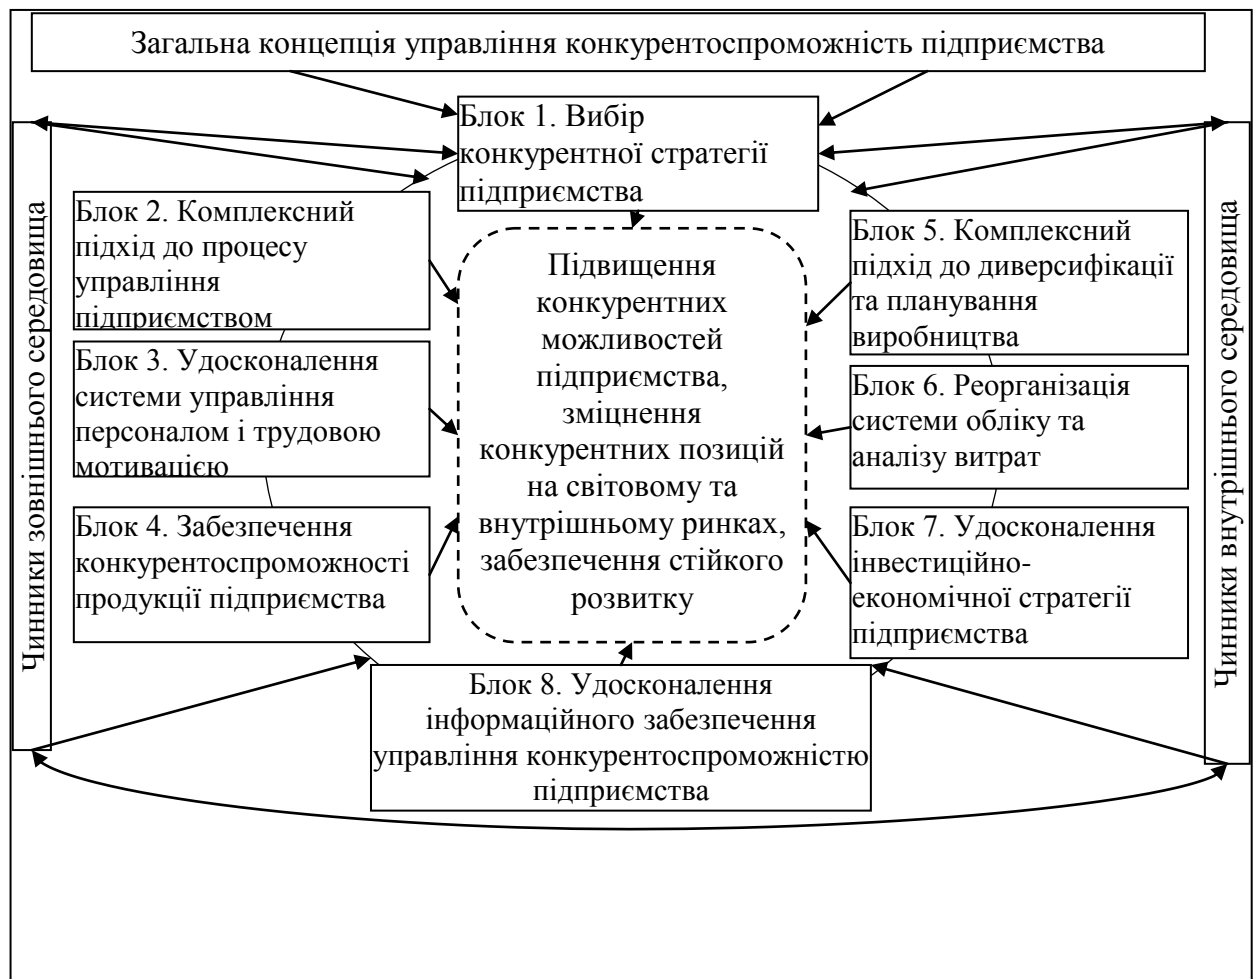 Загальна концепція управління конкурентоспроможність підприємства
Блок 1. Вибір
конкурентної стратегії
підприємства
Чинники зовнішнього середовища
Блок 2. Комплексний
підхід до процесу
управління
підприємством
Блок 3. Удосконалення
системи управління
персоналом і трудовою
мотивацією
Блок 4. Забезпечення
конкурентоспроможності
продукції підприємства
Підвищення
конкурентних
можливостей
підприємства,
зміцнення
конкурентних позицій
на світовому та
внутрішньому ринках,
забезпечення стійкого
розвитку
Блок 5. Комплексний
підхід до диверсифікації
та планування
виробництва
Блок 6. Реорганізація
системи обліку та
аналізу витрат
Блок 7. Удосконалення
інвестиційно-
економічної стратегії
підприємства
Чинники внутрішнього середовища
Блок 8. Удосконалення
інформаційного забезпечення
управління конкурентоспроможністю
підприємства